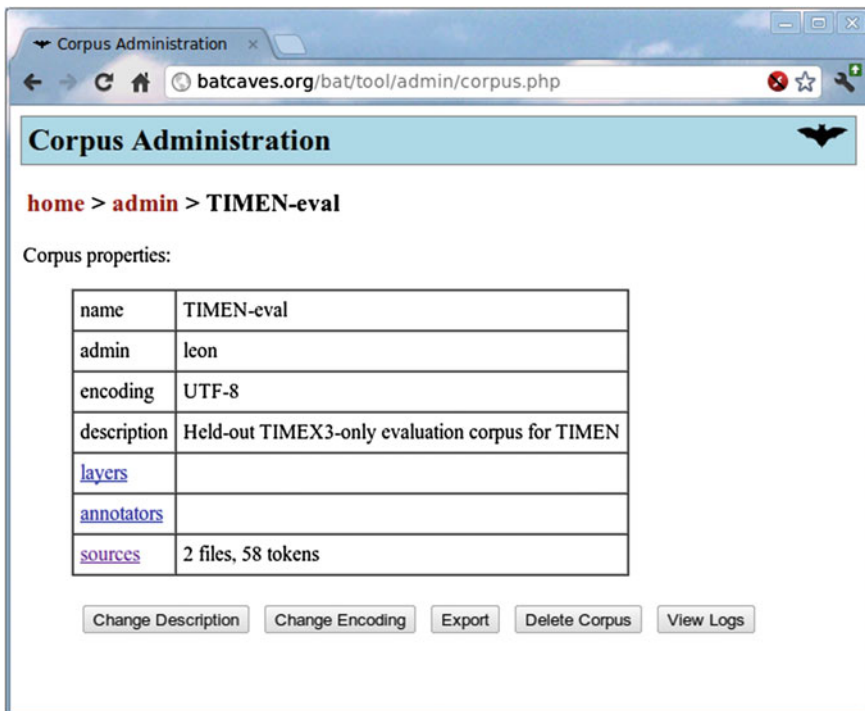 Corpus Administration
batcaves.org/bat/tool/admin/corpus.php
Corpus Administration
home > admin > TIMEN-eval
Corpus properties:
name TIMEN-eval
admin leon
encoding UTF-8
description Held-out TIMEX3-only evaluation corpus for TIMEN
layers
annotators
sources 2 files, 58 tokens
Change Description Change Encoding Export Delete Corpus View Logs